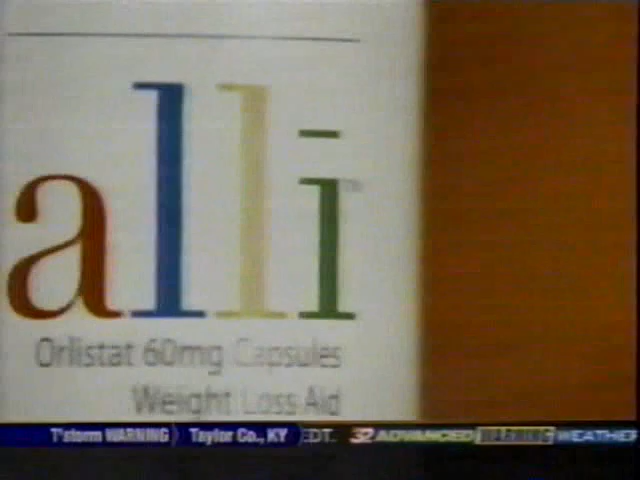 alli™
Orlistat 60mg Capsules
Weight Loss Aid
T'storm WARNING Taylor Co., KY EDT. 32 ADVANCED WARNING WEATHER